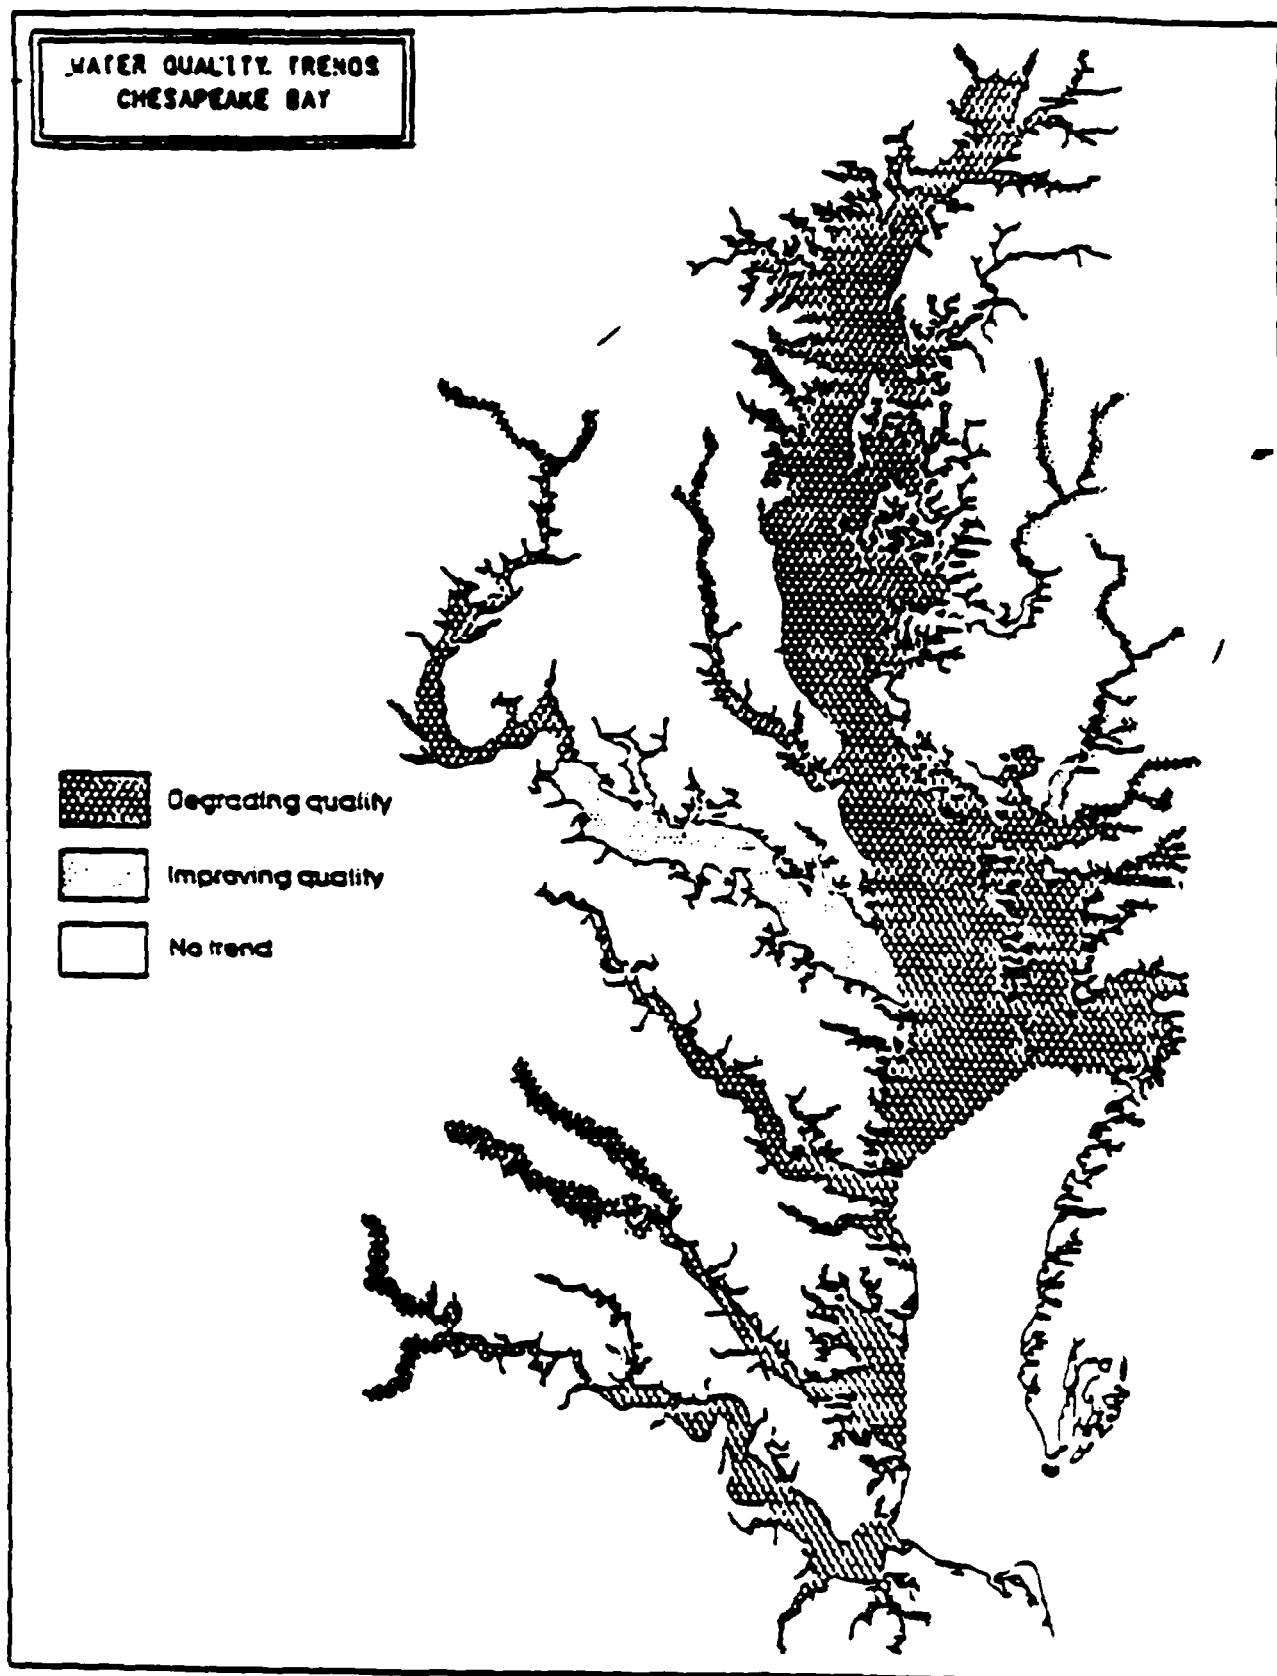 WATER QUALITY TRENDS
CHESAPEAKE BAY
Degrading quality
Improving quality
No trend